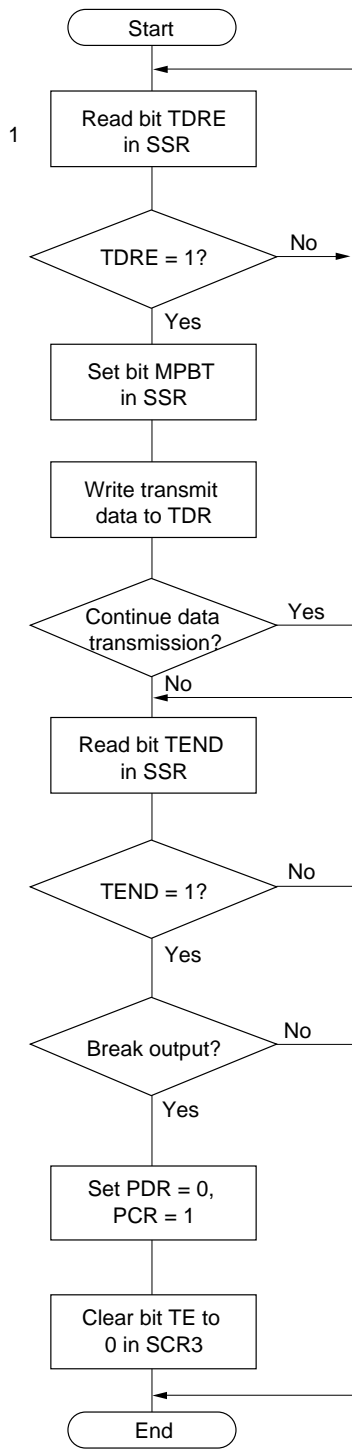 Start
1
Read bit TDRE
in SSR
TDRE = 1?
No
Yes
Set bit MPBT
in SSR
Write transmit
data to TDR
Continue data
transmission?
Yes
No
Read bit TEND
in SSR
TEND = 1?
No
Yes
Break output?
No
Yes
Set PDR = 0,
PCR = 1
Clear bit TE to
0 in SCR3
End